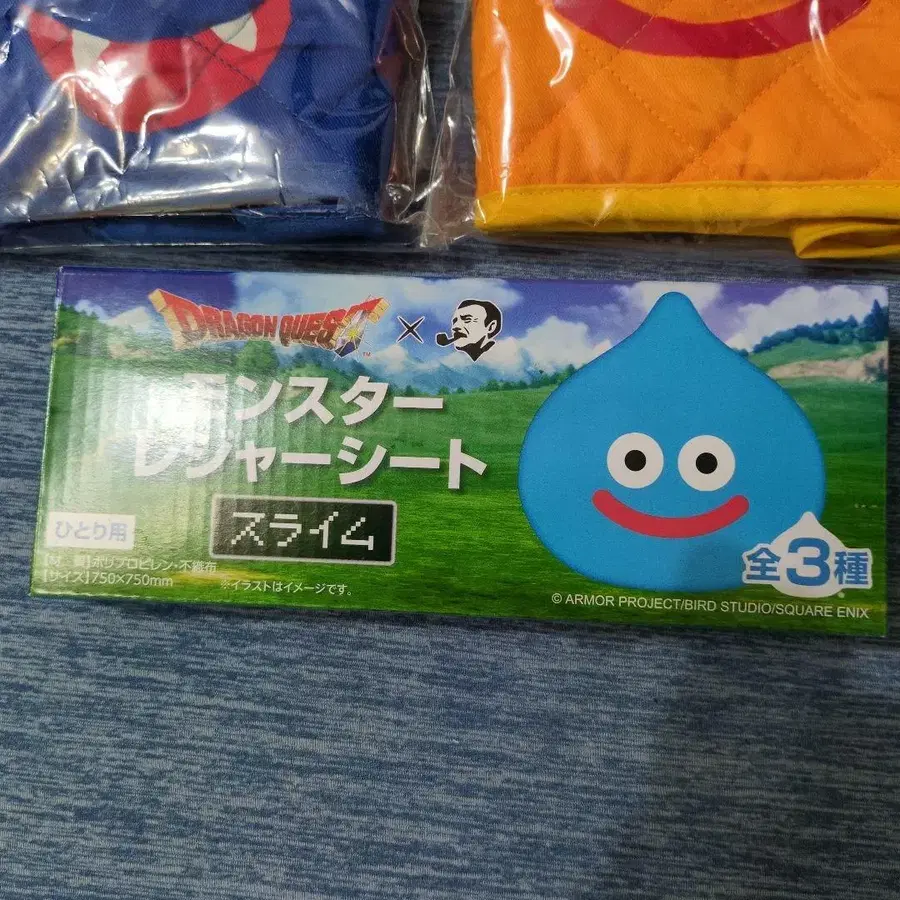 DRAGON QUEST™ ×
モンスター
レジャーシート
スライム
ひとり用
ポリプロピレン・不織布
【サイズ】750×750mm
※イラストはイメージです。
全3種
© ARMOR PROJECT/BIRD STUDIO/SQUARE ENIX